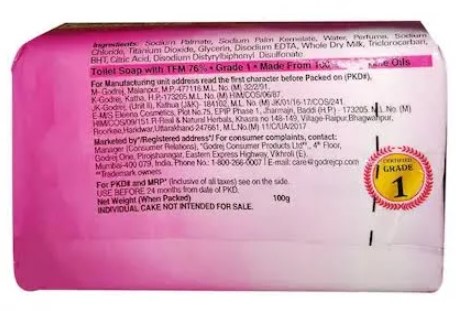 Ingredients: Sodium Palmate, Sodium Palm Kernelate, Water, Perfume, Sodium
Chloride, Titanium Dioxide, Glycerin, Disodium EDTA, Whole Dry Milk, Triclorocarban,
BHT, Citric Acid, Disodium Distyrylbiphenyl Disulfonate
Toilet Soap with TFM 76% • Grade 1 • Made From 100% Oils
For Manufacturing unit address read the first character before Packed on (PKD#),
M- Godrej, Malanpur, M.P.-477116 M.L. No. (M) 32/2/91.
K-Godrej, Katha, H.P.-173205 M.L. No. (M) HIM/COS/06/87.
K-Godrej, (Unit II), Kathua (J&K)- 184102, M.L. No. (M) JK/01/16-17/COS/241.
E-M/S Eleena Cosmetics, Plot No 75, EPIP Phase 1, Jharmajri, Baddi (H.P.) - 173205. M.L. No. (M)
HIM/COS/09/151 R-Real & Natural Herbals, Khasra no 148-149, Village-Raipur, Bhagwanpur,
Roorkee, Haridwar, Uttarakhand-247661, M.L.No. (M) 11/C/UA/2017
Marketed by*/Registered address*/For consumer complaints, contact:
Manager (Consumer Relations), "Godrej Consumer Products Ltd**., 4th Floor,
Godrej One, Pirojshanagar, Eastern Express Highway, Vikhroli (E),
Mumbai-400 079, India. Phone No: 1-800-266-0007 / E-mail: care@godrejcp.com
**Trademark owners
For PKD# and MRP* (Inclusive of all taxes) see on the side.
USE BEFORE 24 months from date of PKD.
Net Weight (When Packed) 100g
INDIVIDUAL CAKE NOT INTENDED FOR SALE.
CERTIFIED
GRADE
1